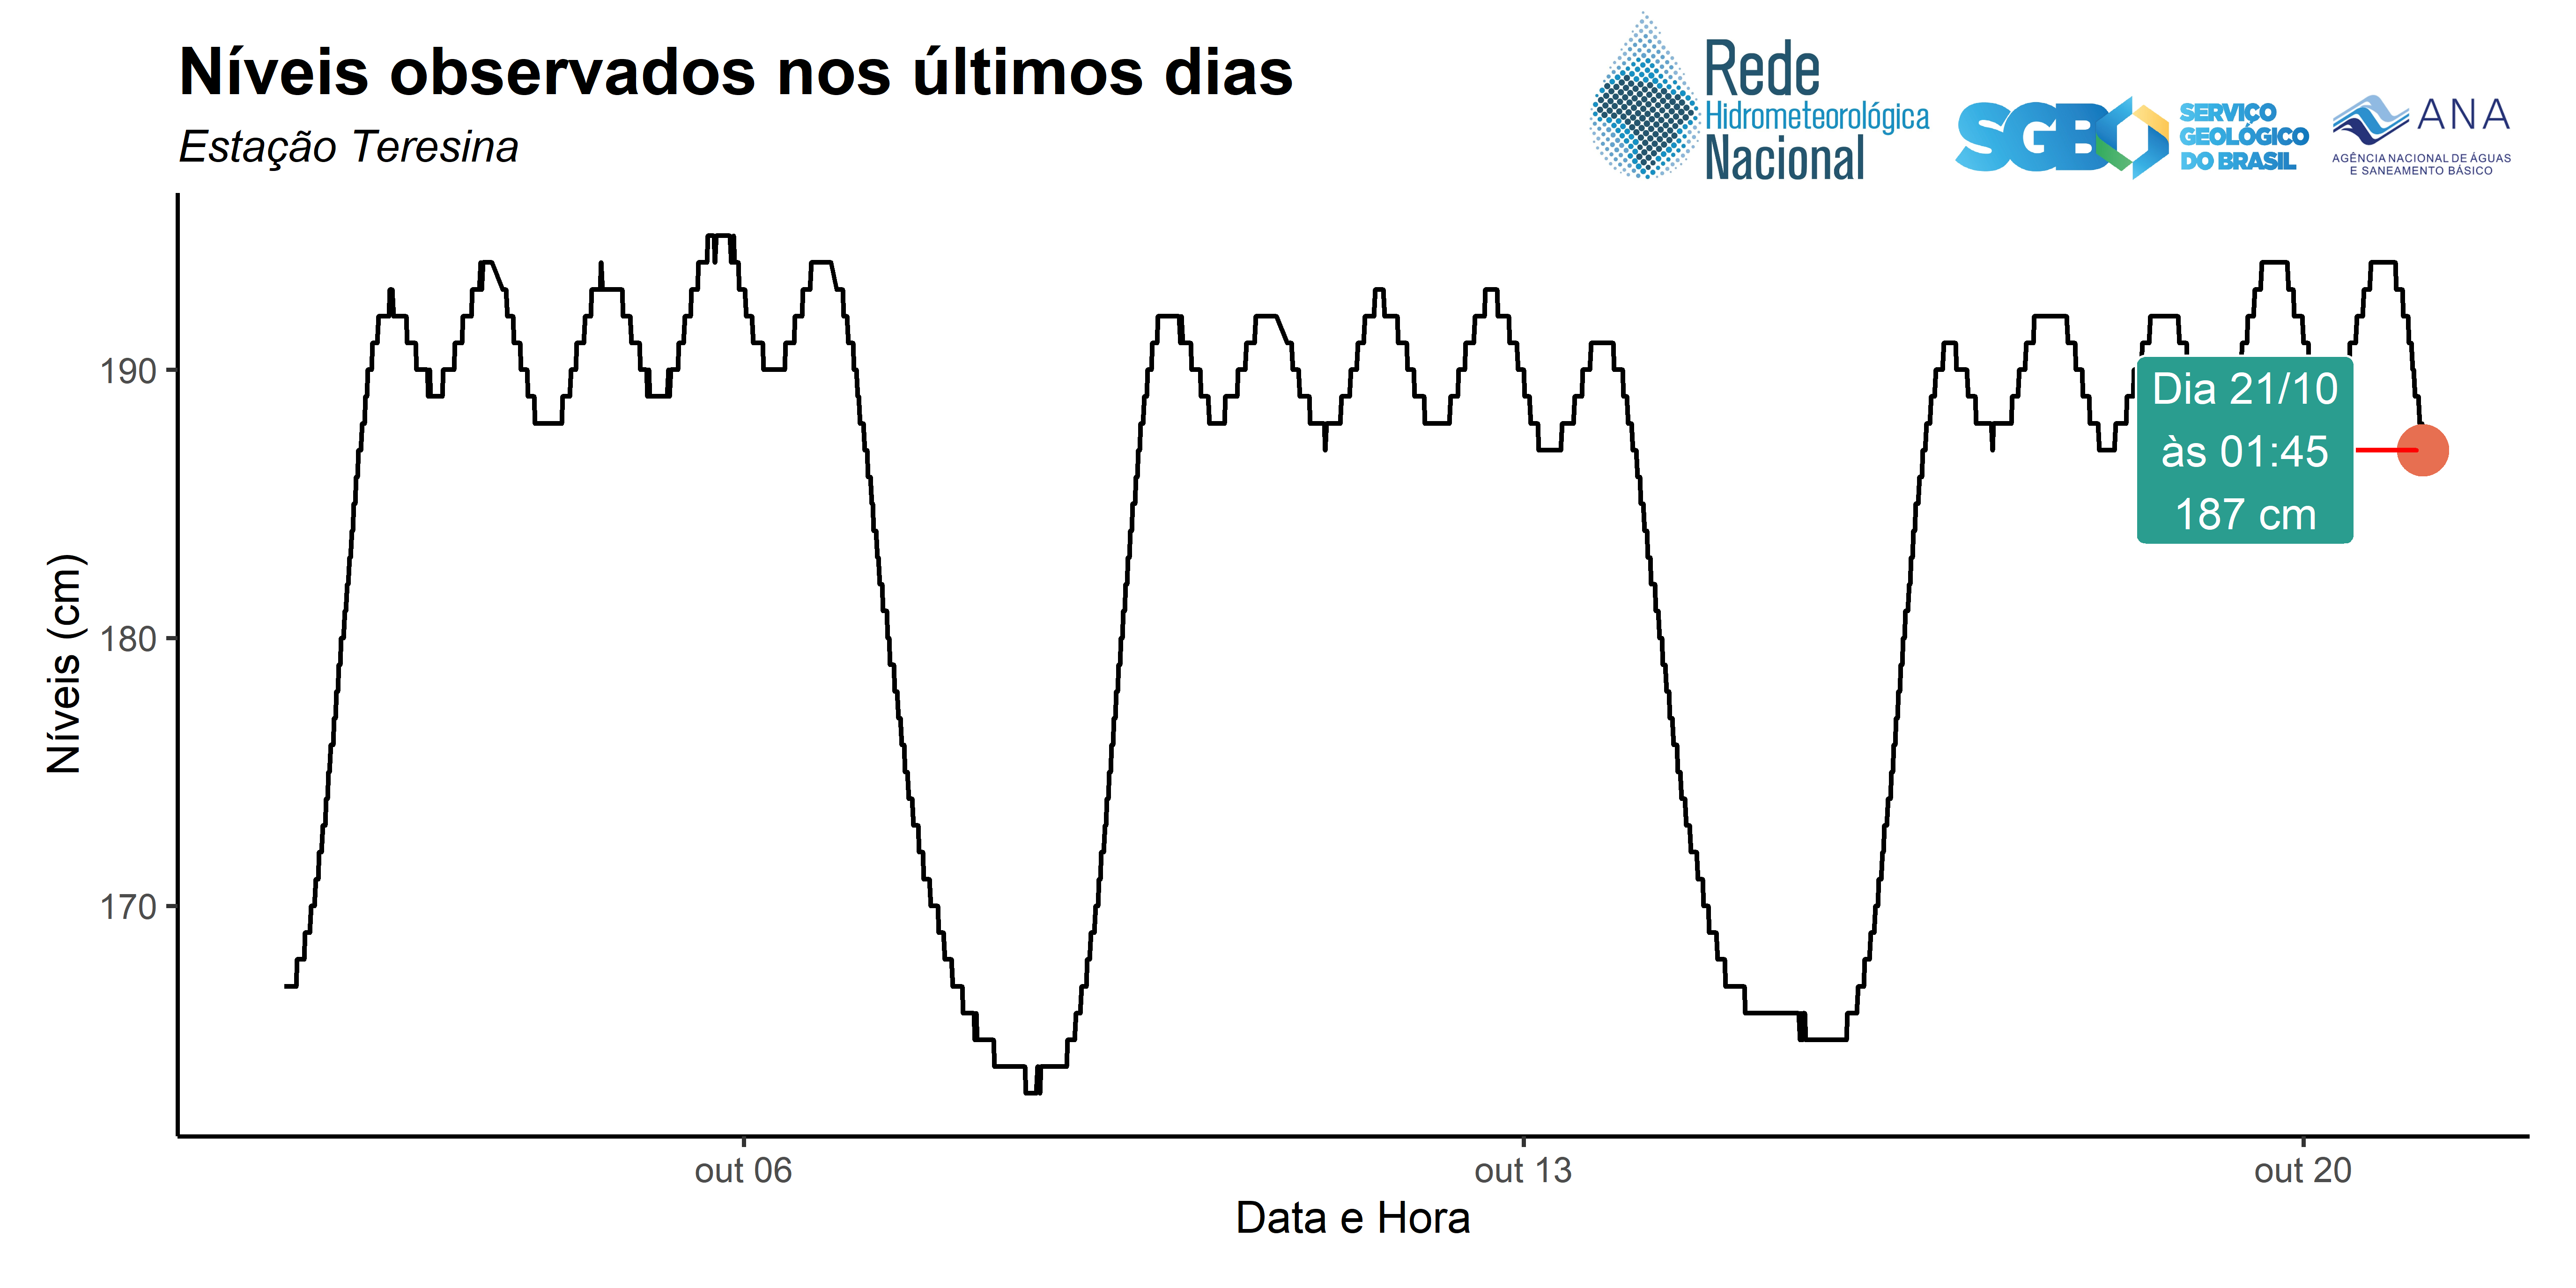 Níveis observados nos últimos dias
Estação Teresina
Rede
Hidrometeorológica
Nacional
SGB
SERVIÇO
GEOLÓGICO
DO BRASIL
ANA
AGÊNCIA NACIONAL DE ÁGUAS
E SANEAMENTO BÁSICO
Níveis (cm)
190
180
170
Dia 21/10
às 01:45
187 cm
out 06
out 13
out 20
Data e Hora